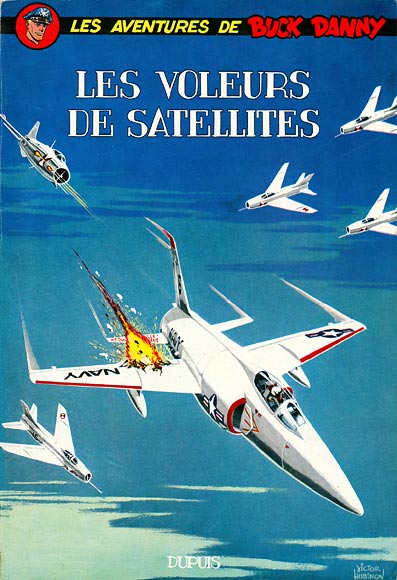 LES AVENTURES DE BUCK DANNY
LES VOLEURS
DE SATELLITES
NAVY
DUPUIS
VICTOR
HUBINON